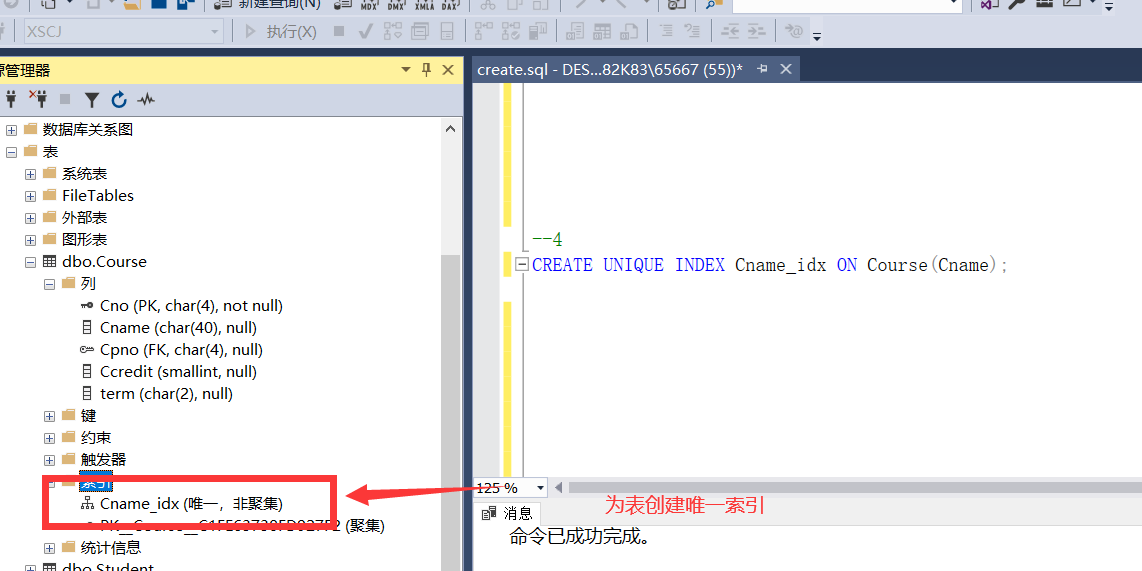 新建查询(N)
MDX DMX XMLA DAX
XSCJ
执行(X)
源管理器
create.sql - DES...82K83\65667 (55))*
数据库关系图
表
系统表
FileTables
外部表
图形表
dbo.Course
列
Cno (PK, char(4), not null)
Cname (char(40), null)
Cpno (FK, char(4), null)
Ccredit (smallint, null)
term (char(2), null)
键
约束
触发器
索引
Cname_idx (唯一，非聚集)
(聚集)
统计信息
dbo.Student
--4
CREATE UNIQUE INDEX Cname_idx ON Course(Cname);
125 %
为表创建唯一索引
消息
命令已成功完成。